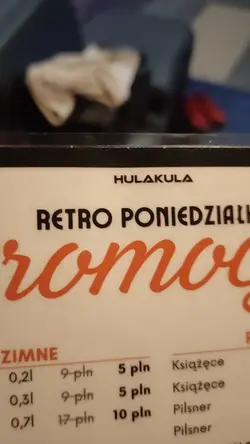 HULAKULA
RETRO PONIEDZIAŁK
romo
ZIMNE
0,2l 9 pln 5 pln Książęce
0,3l 9 pln 5 pln Książęce
0,7l 17 pln 10 pln Pilsner
Pilsner